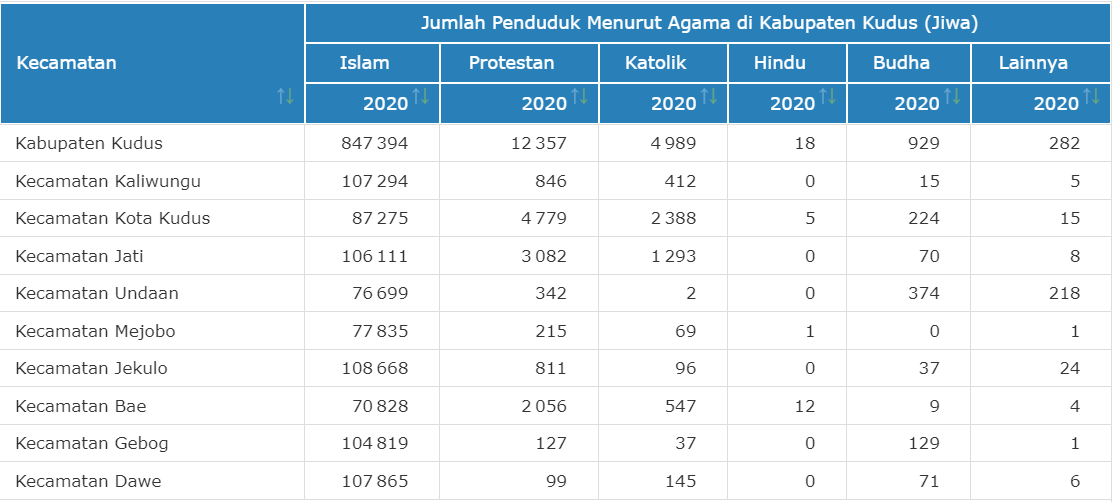 Jumlah Penduduk Menurut Agama di Kabupaten Kudus (Jiwa)
Kecamatan Islam Protestan Katolik Hindu Budha Lainnya
2020 2020 2020 2020 2020 2020
Kabupaten Kudus 847 394 12 357 4 989 18 929 282
Kecamatan Kaliwungu 107 294 846 412 0 15 5
Kecamatan Kota Kudus 87 275 4 779 2 388 5 224 15
Kecamatan Jati 106 111 3 082 1 293 0 70 8
Kecamatan Undaan 76 699 342 2 0 374 218
Kecamatan Mejobo 77 835 215 69 1 0 1
Kecamatan Jekulo 108 668 811 96 0 37 24
Kecamatan Bae 70 828 2 056 547 12 9 4
Kecamatan Gebog 104 819 127 37 0 129 1
Kecamatan Dawe 107 865 99 145 0 71 6